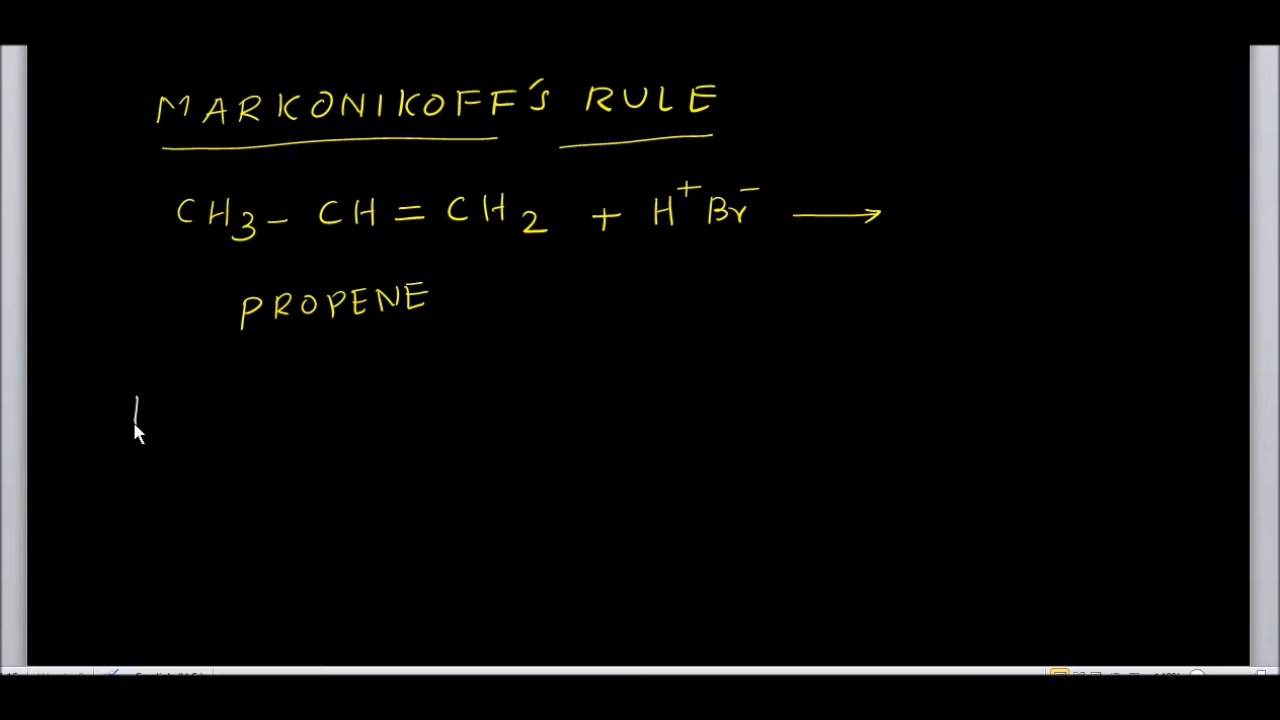 MARKONIKOFF'S RULE
CH3 - CH = CH2 + H+ Br- →
PROPENE